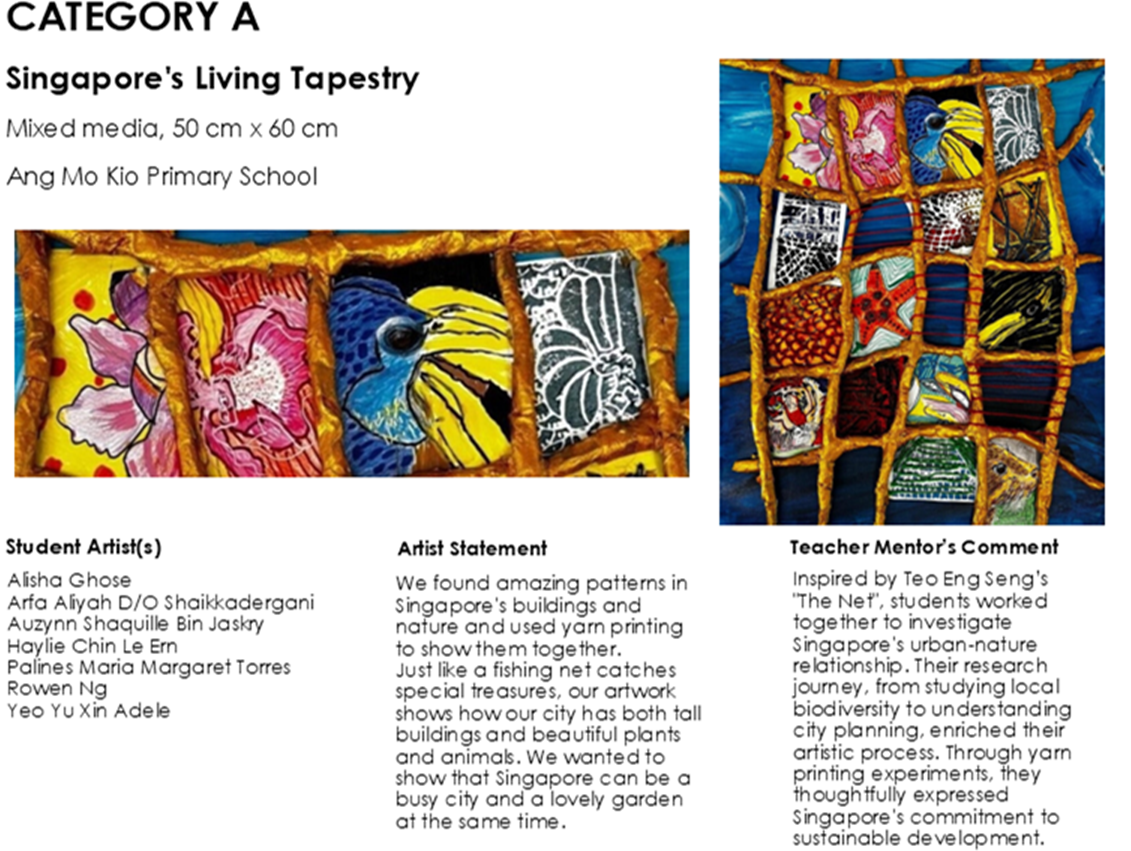 CATEGORY A
Singapore's Living Tapestry
Mixed media, 50 cm x 60 cm
Ang Mo Kio Primary School
Student Artist(s)
Alisha Ghose
Arfa Aliyah D/O Shaikkadergani
Auzynn Shaquille Bin Jaskry
Haylie Chin Le Ern
Palines Maria Margaret Torres
Rowen Ng
Yeo Yu Xin Adele
Artist Statement
We found amazing patterns in
Singapore's buildings and
nature and used yarn printing
to show them together.
Just like a fishing net catches
special treasures, our artwork
shows how our city has both tall
buildings and beautiful plants
and animals. We wanted to
show that Singapore can be a
busy city and a lovely garden
at the same time.
Teacher Mentor's Comment
Inspired by Teo Eng Seng's
"The Net", students worked
together to investigate
Singapore's urban-nature
relationship. Their research
journey, from studying local
biodiversity to understanding
city planning, enriched their
artistic process. Through yarn
printing experiments, they
thoughtfully expressed
Singapore's commitment to
sustainable development.